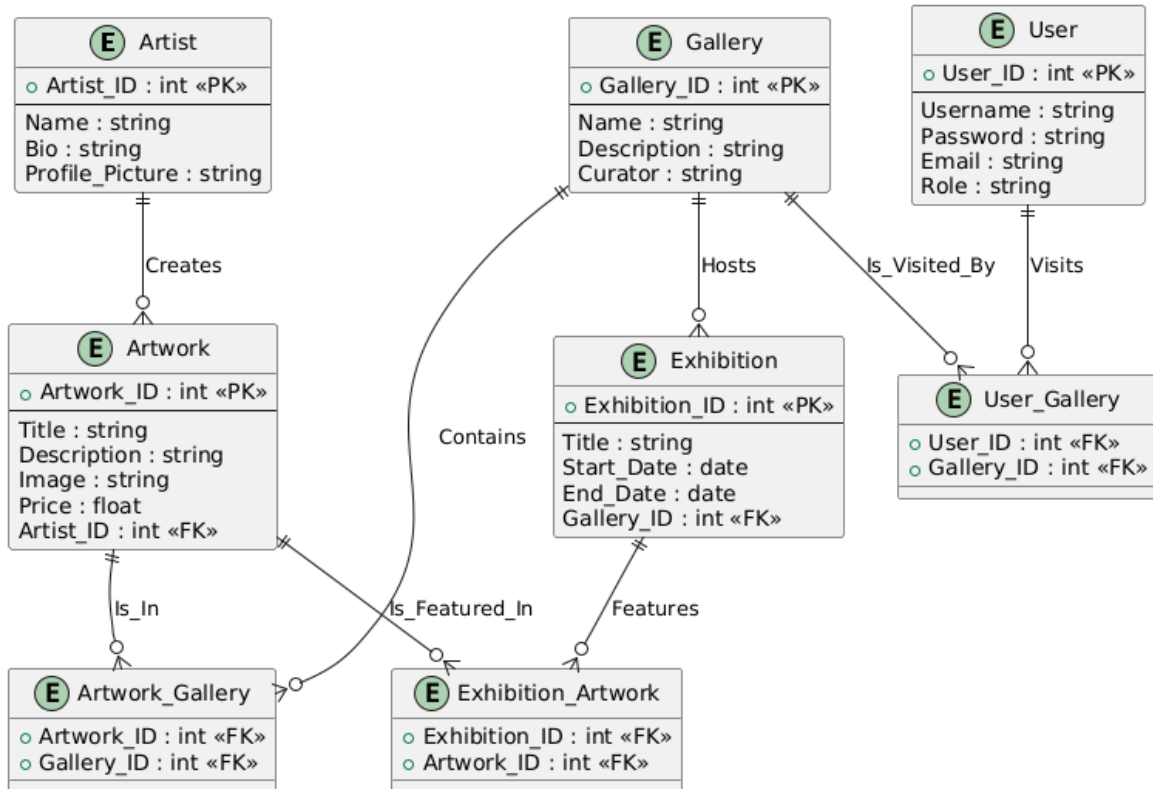 E Artist
Artist_ID : int «PK»
Name : string
Bio : string
Profile_Picture : string
E Gallery
Gallery_ID : int «PK»
Name : string
Description : string
Curator : string
E User
User_ID : int «PK»
Username : string
Password : string
Email : string
Role : string
Creates
Hosts
Is_Visited_By
Visits
E Artwork
Artwork_ID : int «PK»
Title : string
Description : string
Image : string
Price : float
Artist_ID : int «FK»
Contains
E Exhibition
Exhibition_ID : int «PK»
Title : string
Start_Date : date
End_Date : date
Gallery_ID : int «FK»
E User_Gallery
User_ID : int «FK»
Gallery_ID : int «FK»
Is_In
Is_Featured_In
Features
E Artwork_Gallery
Artwork_ID : int «FK»
Gallery_ID : int «FK»
E Exhibition_Artwork
Exhibition_ID : int «FK»
Artwork_ID : int «FK»